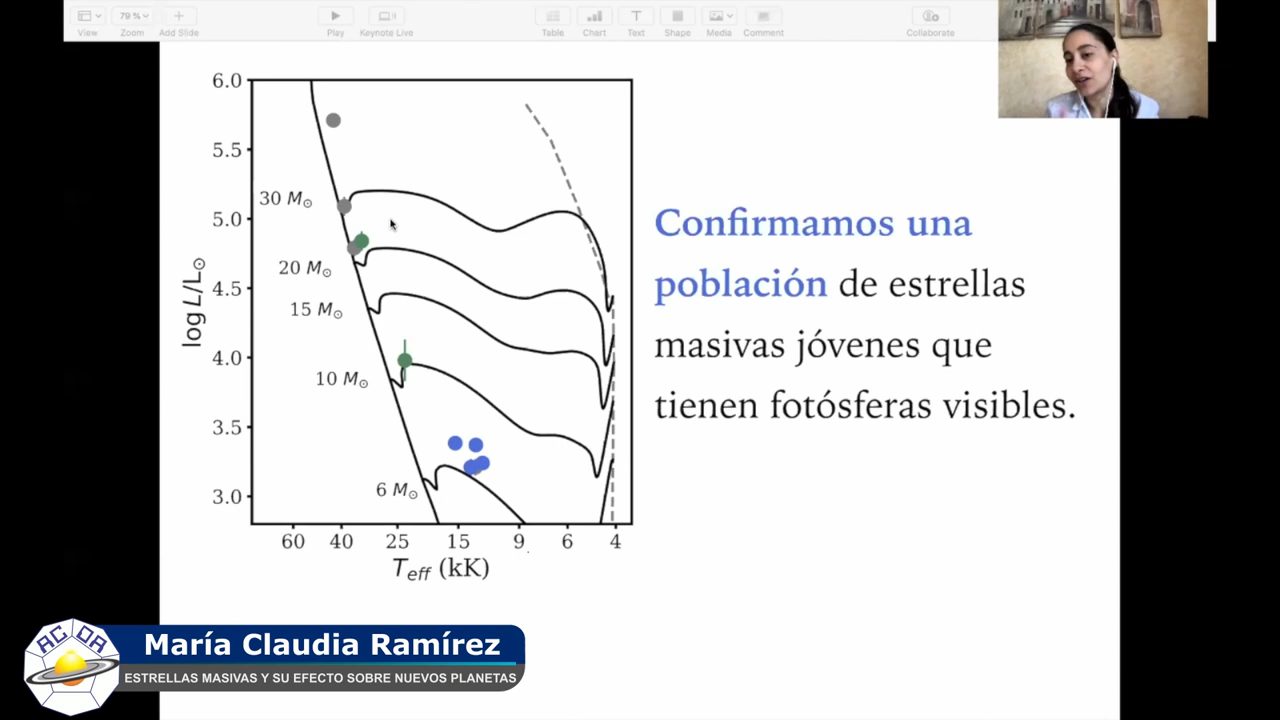 View
79 %
Zoom
Add Slide
Play
Keynote Live
Table
Chart
Text
Shape
Media
Comment
Collaborate
6.0
5.5
5.0
4.5
4.0
3.5
3.0
log L/L⊙
30 M⊙
20 M⊙
15 M⊙
10 M⊙
6 M⊙
60 40 25 15 9 6 4
Teff (kK)
Confirmamos una
población de estrellas
masivas jóvenes que
tienen fotósferas visibles.
ACDA
María Claudia Ramírez
ESTRELLAS MASIVAS Y SU EFECTO SOBRE NUEVOS PLANETAS